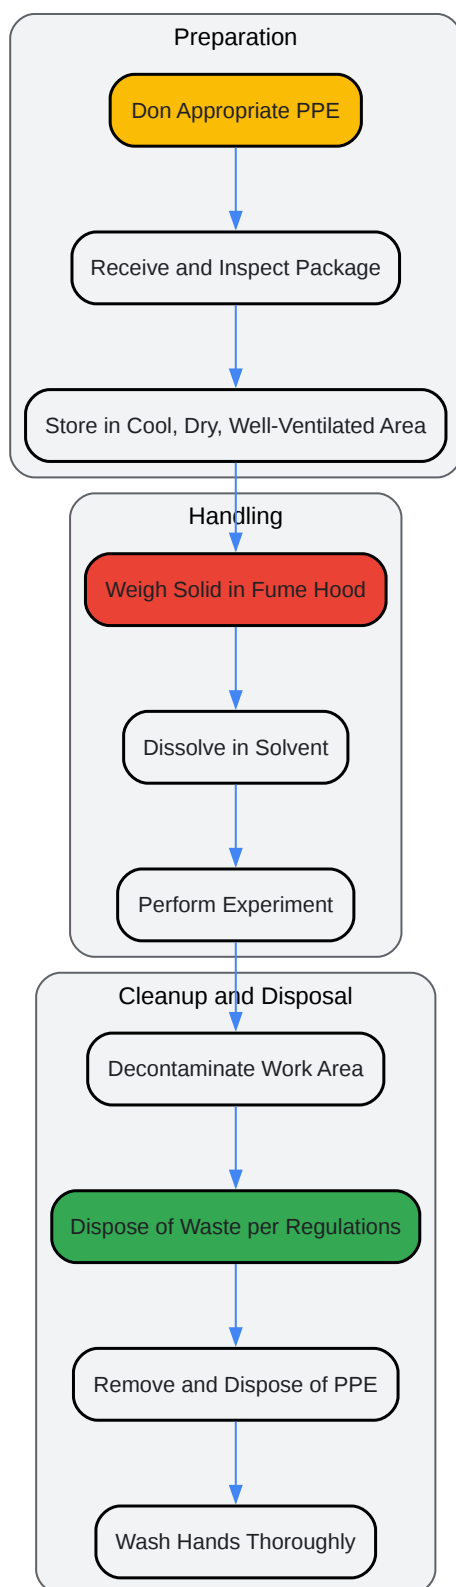 Preparation
Don Appropriate PPE
Receive and Inspect Package
Store in Cool, Dry, Well-Ventilated Area
Handling
Weigh Solid in Fume Hood
Dissolve in Solvent
Perform Experiment
Cleanup and Disposal
Decontaminate Work Area
Dispose of Waste per Regulations
Remove and Dispose of PPE
Wash Hands Thoroughly